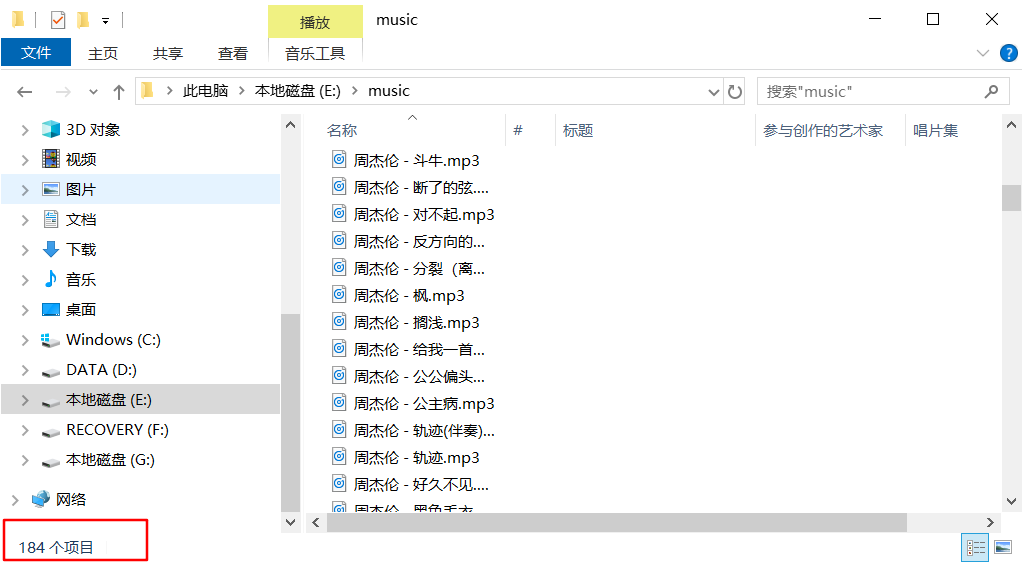 播放
music
文件
主页
共享
查看
音乐工具
此电脑
本地磁盘 (E:)
music
搜索"music"
3D 对象
视频
图片
文档
下载
音乐
桌面
Windows (C:)
DATA (D:)
本地磁盘 (E:)
RECOVERY (F:)
本地磁盘 (G:)
网络
名称
#
标题
参与创作的艺术家
唱片集
周杰伦 - 斗牛.mp3
周杰伦 - 断了的弦....
周杰伦 - 对不起.mp3
周杰伦 - 反方向的...
周杰伦 - 分裂（离...
周杰伦 - 枫.mp3
周杰伦 - 搁浅.mp3
周杰伦 - 给我一首...
周杰伦 - 公公偏头...
周杰伦 - 公主病.mp3
周杰伦 - 轨迹(伴奏)...
周杰伦 - 轨迹.mp3
周杰伦 - 好久不见....
周杰伦 - 黑色毛衣
184 个项目